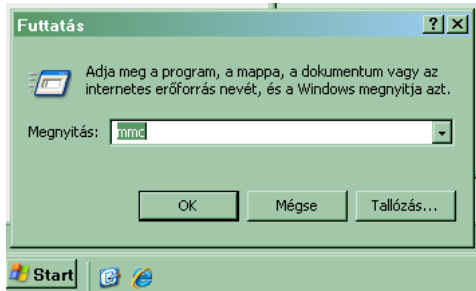 Futtatás
Adja meg a program, a mappa, a dokumentum vagy az
internetes erőforrás nevét, és a Windows megnyitja azt.
Megnyitás: mmc
OK Mégse Tallózás...
Start